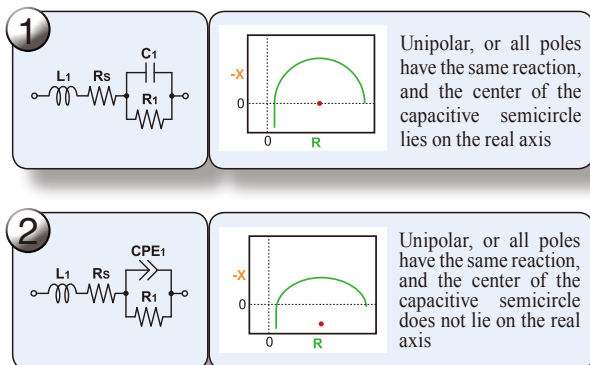 1
L1 RS C1
R1
-X
0
0
R
Unipolar, or all poles
have the same reaction,
and the center of the
capacitive semicircle
lies on the real axis
2
L1 RS CPE1
R1
-X
0
0
R
Unipolar, or all poles
have the same reaction,
and the center of the
capacitive semicircle
does not lie on the real
axis